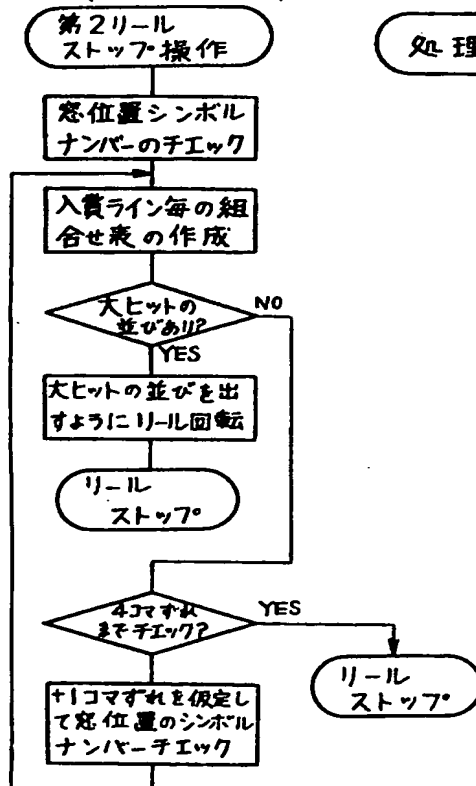 第2リール
ストップ操作
処理
窓位置シンボル
ナンバーのチェック
入賞ライン毎の組
合せ表の作成
大ヒットの
並びあり?
NO
YES
大ヒットの並びを出
すようにリール回転
リール
ストップ
4コマずれ
までチェック?
YES
リール
ストップ
+1コマずれを仮定し
て窓位置のシンボル
ナンバーチェック